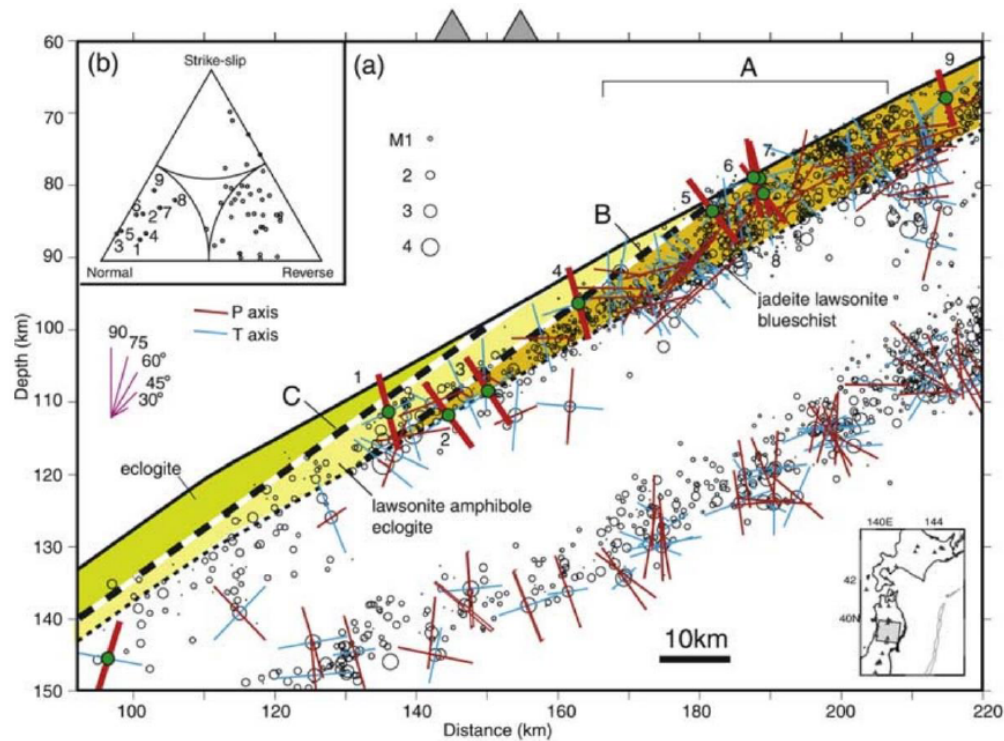 60
70
80
90
100
110
120
130
140
150
Depth (km)
100
120
140
160
180
200
220
Distance (km)
(b)
Strike-slip
Normal
Reverse
9
6
2
7
8
5
3
4
1
(a)
M1
2
3
4
A
B
C
9
7
6
5
8
4
3
1
2
jadeite lawsonite
blueschist
P axis
T axis
90
75
60°
45°
30°
eclogite
lawsonite amphibole
eclogite
10km
140E
144
42
40N